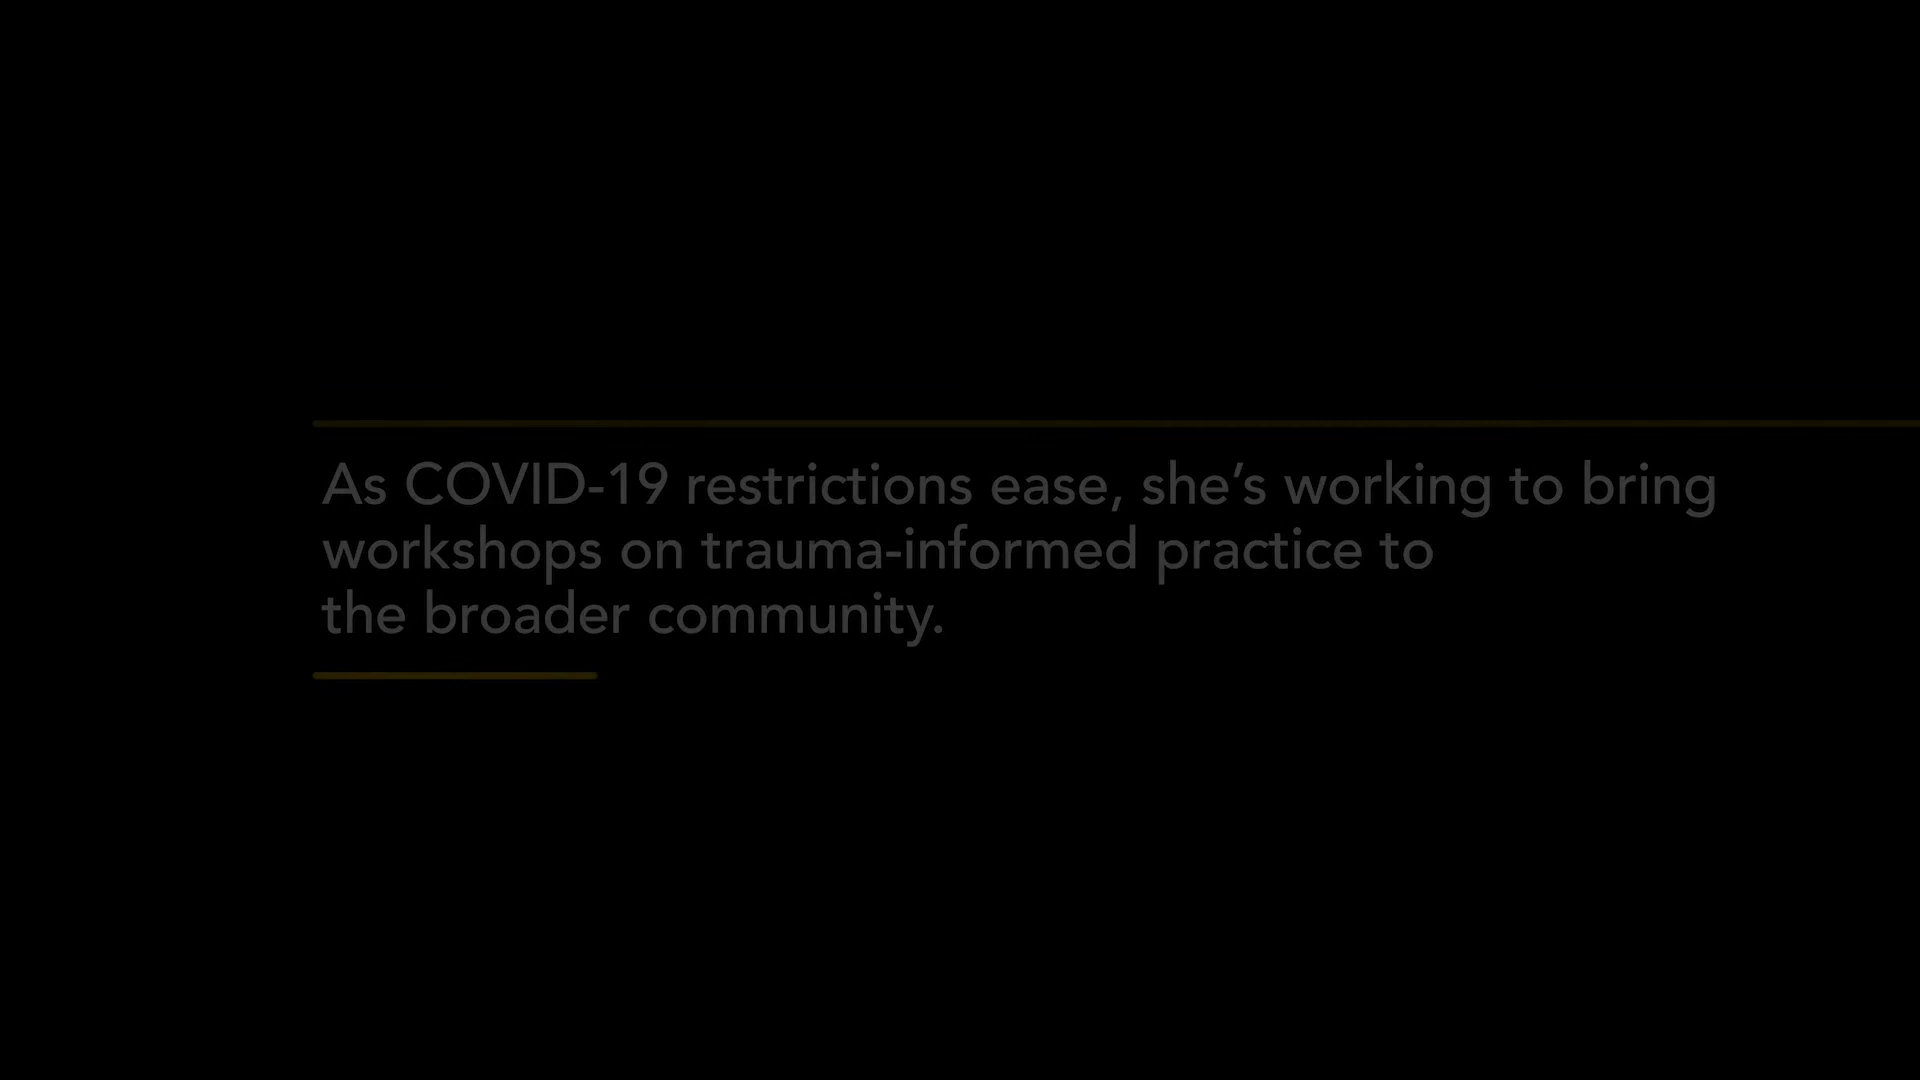 As COVID-19 restrictions ease, she’s working to bring
workshops on trauma-informed practice to
the broader community.